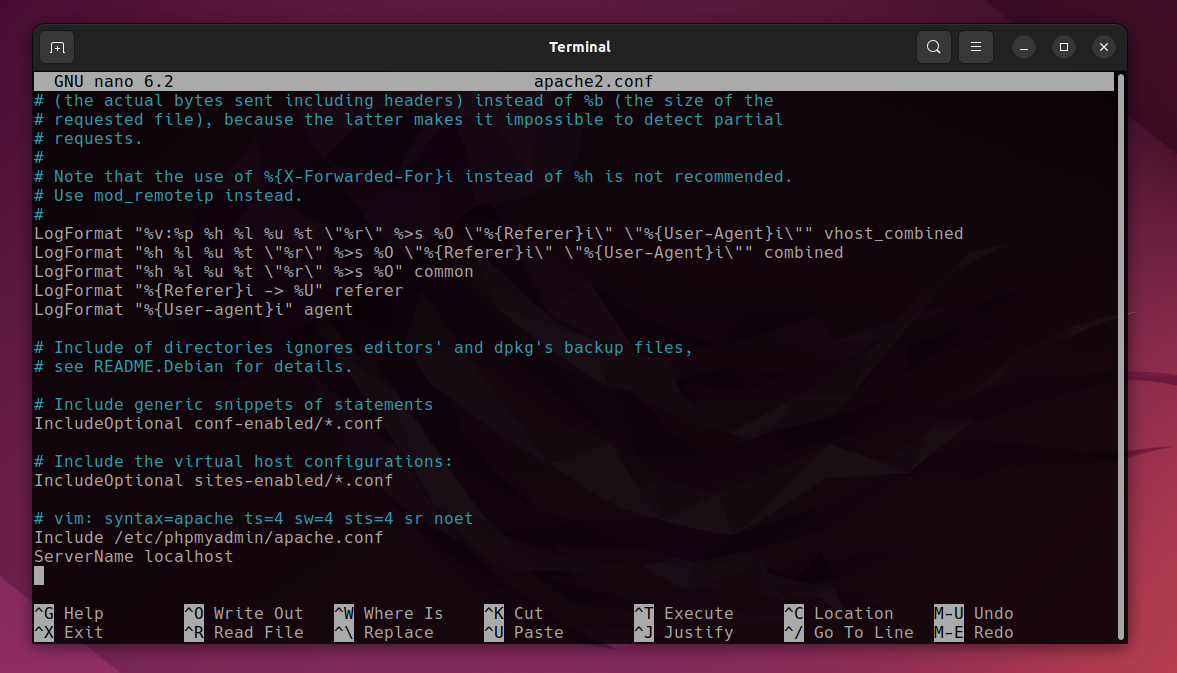 Terminal
GNU nano 6.2 apache2.conf
# (the actual bytes sent including headers) instead of %b (the size of the
# requested file), because the latter makes it impossible to detect partial
# requests.
#
# Note that the use of %{X-Forwarded-For}i instead of %h is not recommended.
# Use mod_remoteip instead.
#
LogFormat "%v:%p %h %l %u %t \"%r\" %>s %O \"%{Referer}i\" \"%{User-Agent}i\"" vhost_combined
LogFormat "%h %l %u %t \"%r\" %>s %O \"%{Referer}i\" \"%{User-Agent}i\"" combined
LogFormat "%h %l %u %t \"%r\" %>s %O" common
LogFormat "%{Referer}i -> %U" referer
LogFormat "%{User-agent}i" agent
# Include of directories ignores editors' and dpkg's backup files,
# see README.Debian for details.
# Include generic snippets of statements
IncludeOptional conf-enabled/*.conf
# Include the virtual host configurations:
IncludeOptional sites-enabled/*.conf
# vim: syntax=apache ts=4 sw=4 sts=4 sr noet
Include /etc/phpmyadmin/apache.conf
ServerName localhost
^G Help ^O Write Out ^W Where Is ^K Cut ^T Execute ^C Location M-U Undo
^X Exit ^R Read File ^\ Replace ^U Paste ^J Justify ^/ Go To Line M-E Redo